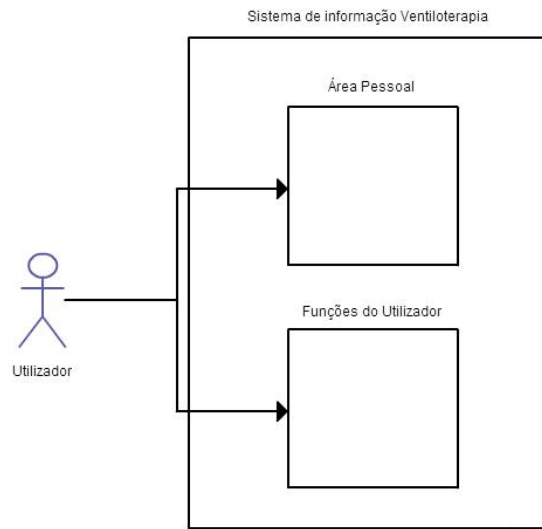 Sistema de informação Ventiloterapia
Área Pessoal
Funções do Utilizador
Utilizador